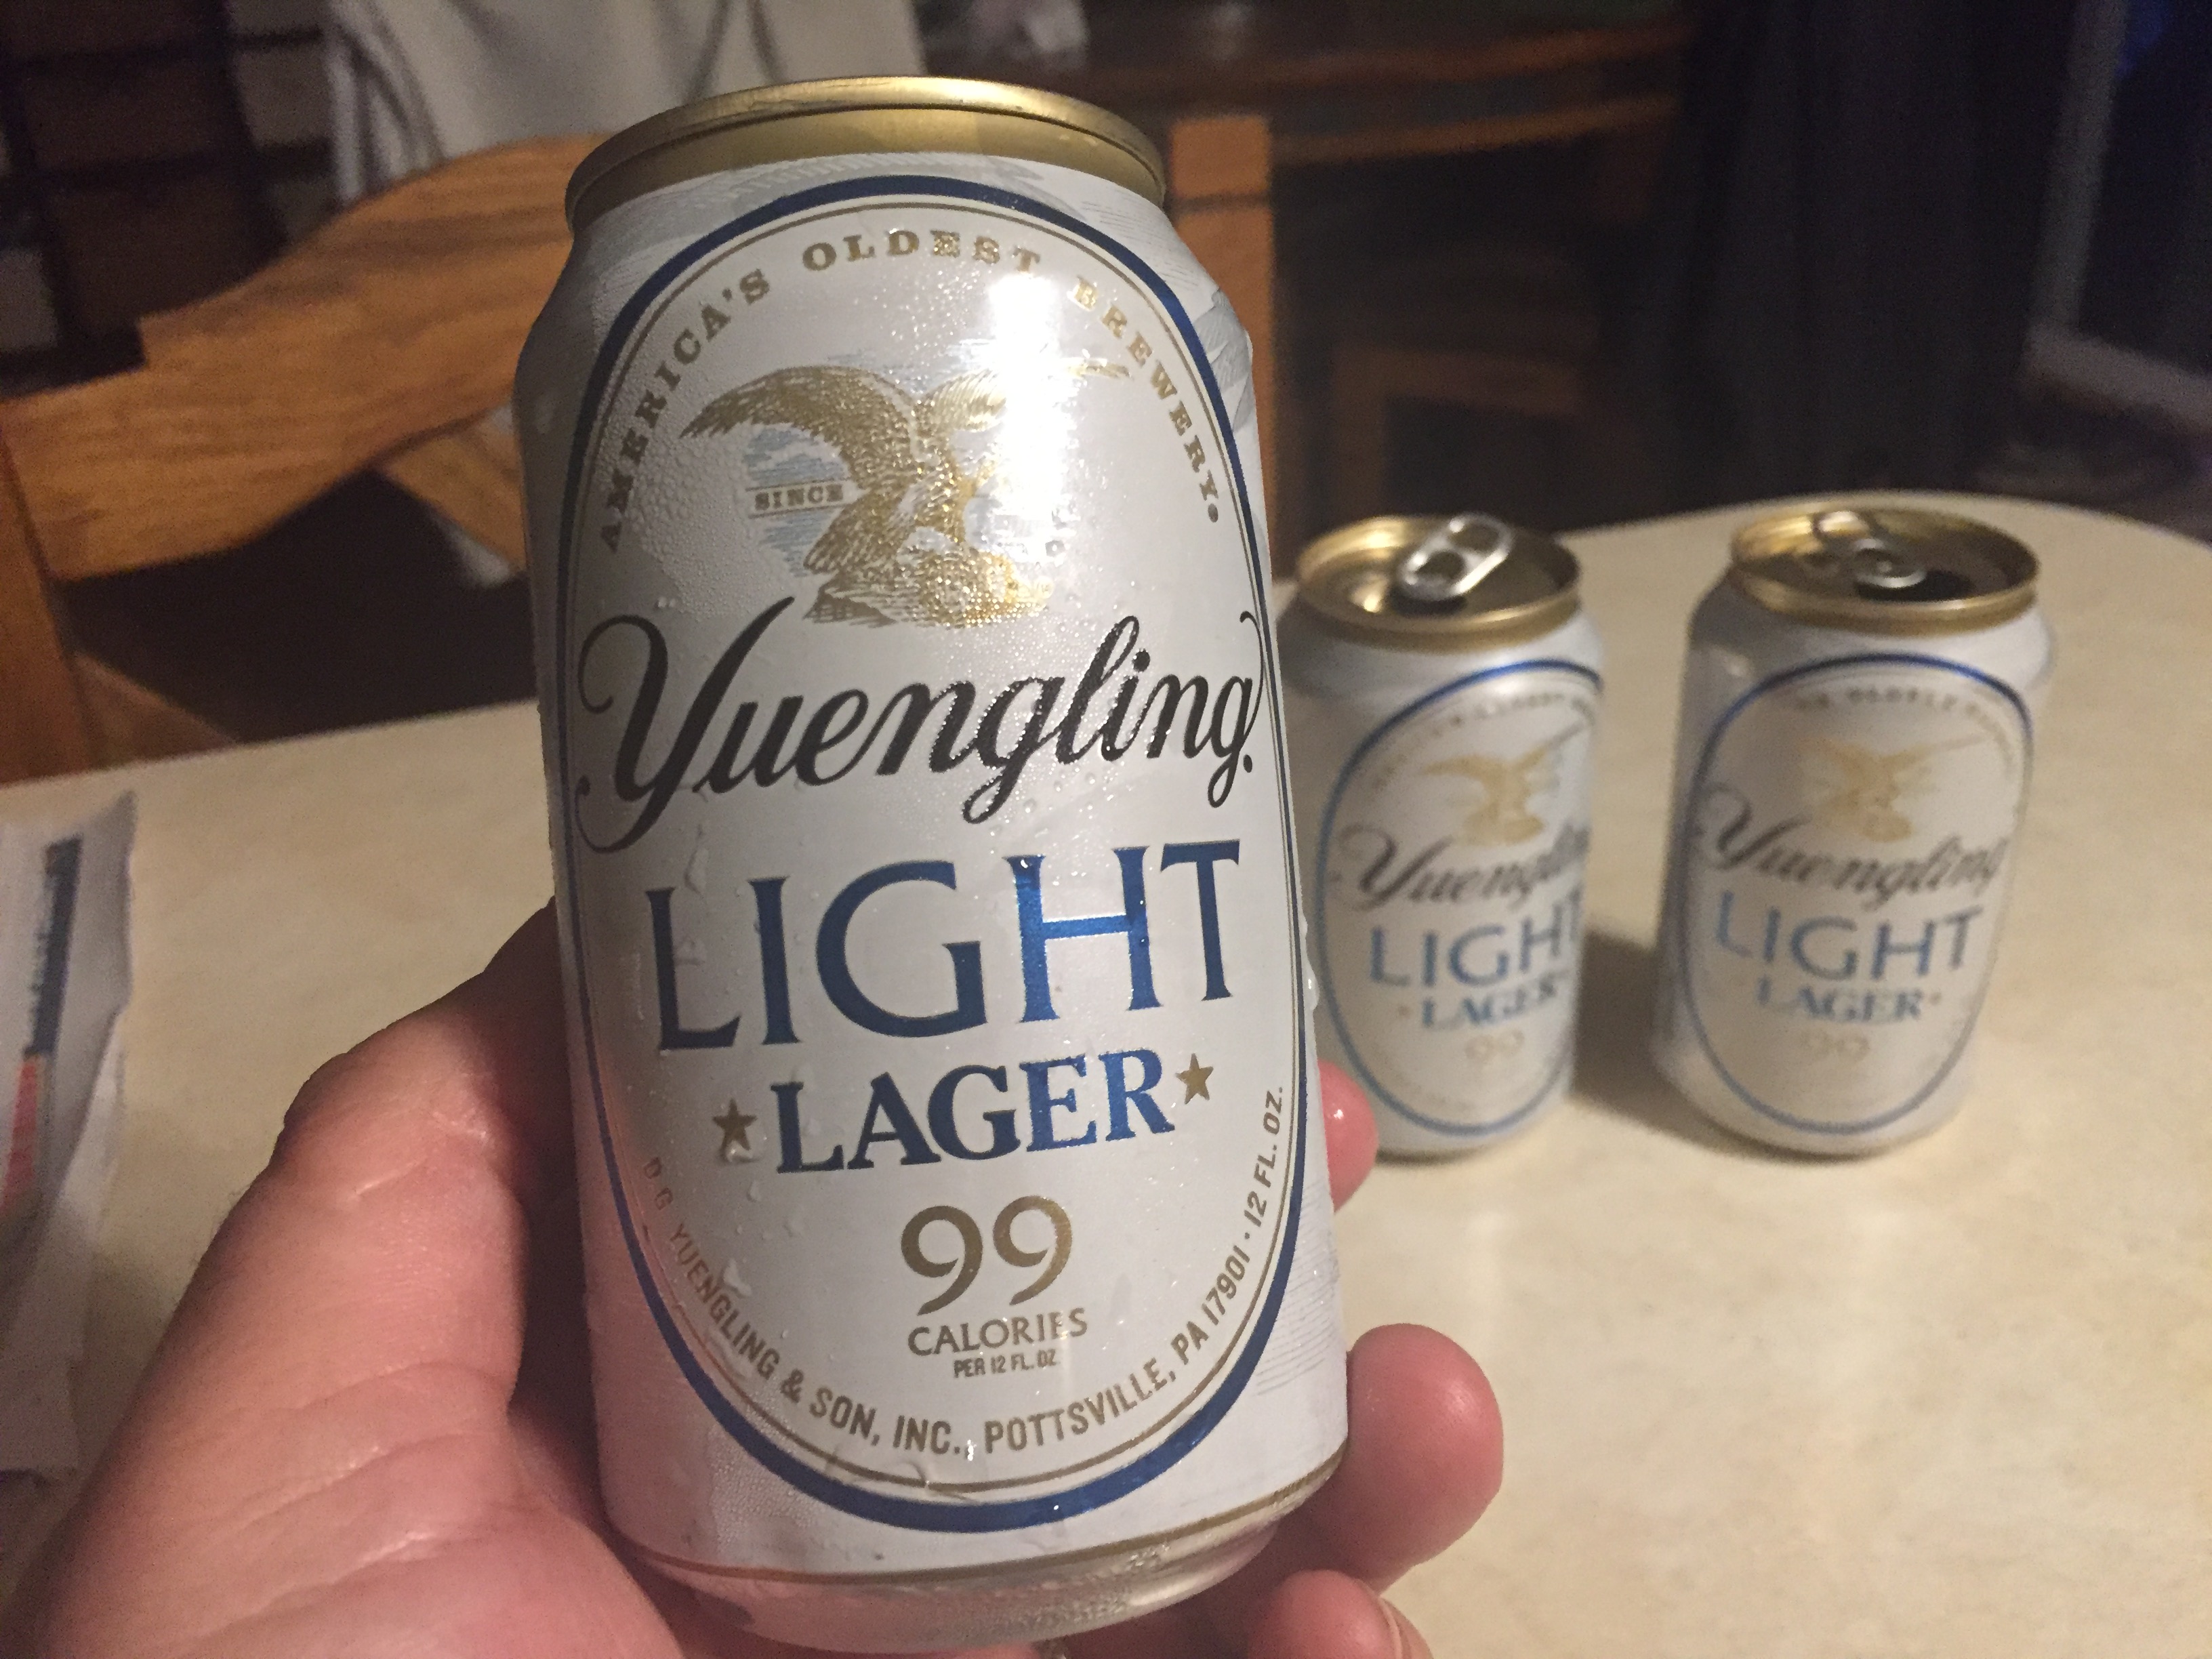 AMERICA'S OLDEST BREWERY®
SINCE
Yuengling®
LIGHT
LAGER
99
CALORIES
PER 12 FL. OZ.
D G YUENGLING & SON, INC., POTTSVILLE, PA 17901 · 12 FL. OZ.
Yuengling
LIGHT
LAGER
99
Yuengling
LIGHT
LAGER
99